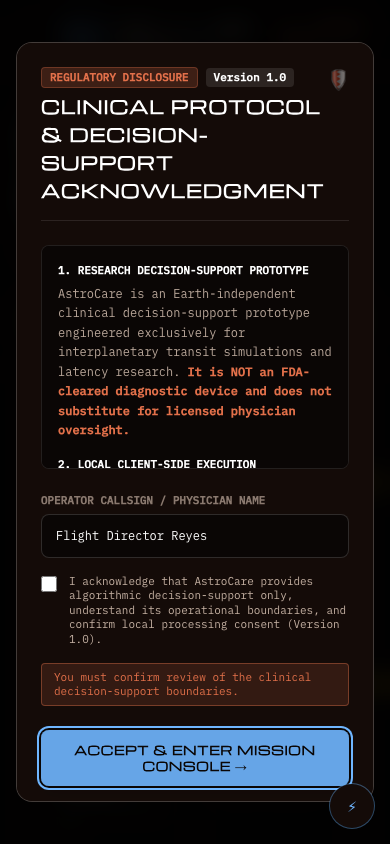 REGULATORY DISCLOSURE
Version 1.0
CLINICAL PROTOCOL
& DECISION-
SUPPORT
ACKNOWLEDGMENT
1. RESEARCH DECISION-SUPPORT PROTOTYPE
AstroCare is an Earth-independent
clinical decision-support prototype
engineered exclusively for
interplanetary transit simulations and
latency research. It is NOT an FDA-
cleared diagnostic device and does not
substitute for licensed physician
oversight.
2. LOCAL CLIENT-SIDE EXECUTION
OPERATOR CALLSIGN / PHYSICIAN NAME
Flight Director Reyes
I acknowledge that AstroCare provides
algorithmic decision-support only,
understand its operational boundaries, and
confirm local processing consent (Version
1.0).
You must confirm review of the clinical
decision-support boundaries.
ACCEPT & ENTER MISSION
CONSOLE →